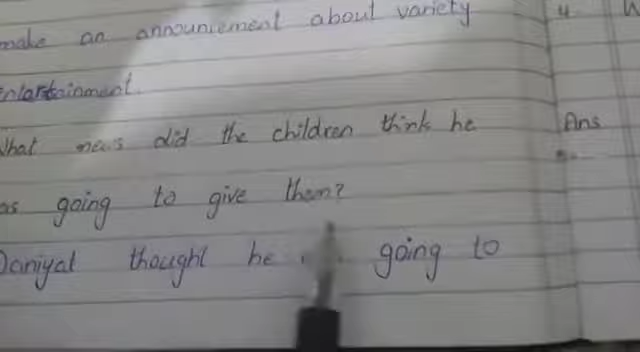 make an announcement about variety
entertainment.
What news did the children think he
as going to give them?
Daniyal thought he going to
4.
Ans